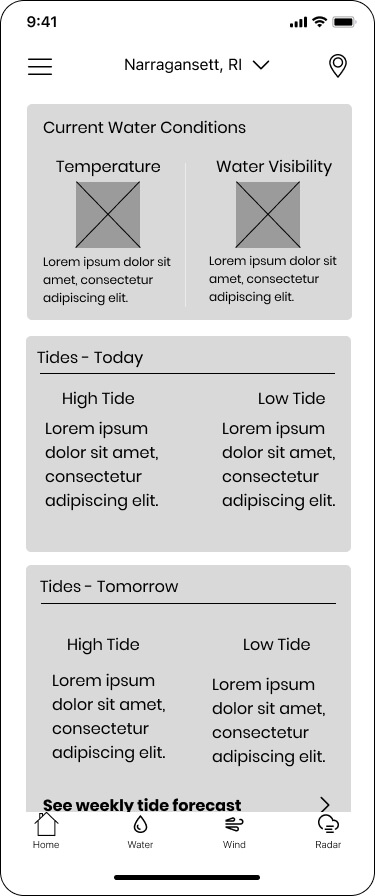 9:41
Narragansett, RI
Current Water Conditions
Temperature
Water Visibility
Lorem ipsum dolor sit
amet, consectetur
adipiscing elit.
Lorem ipsum dolor sit
amet, consectetur
adipiscing elit.
Tides - Today
High Tide
Low Tide
Lorem ipsum
dolor sit amet,
consectetur
adipiscing elit.
Lorem ipsum
dolor sit amet,
consectetur
adipiscing elit.
Tides - Tomorrow
High Tide
Low Tide
Lorem ipsum
dolor sit amet,
consectetur
adipiscing elit.
Lorem ipsum
dolor sit amet,
consectetur
adipiscing elit.
See weekly tide forecast
Home
Water
Wind
Radar